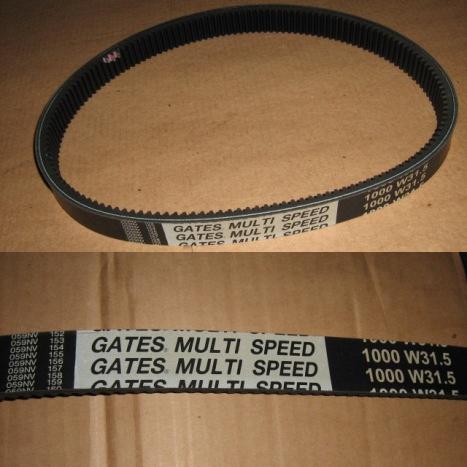 1000 W31.5
1000 W31.5
GATES. MULTI SPEED
GATES. MULTI SPEED
059NV 152
059NV 153
059NV 154
059NV 155
059NV 156
059NV 157
059NV 158
059NV 159
GATES. MULTI SPEED
GATES. MULTI SPEED
1000 W31.5
1000 W31.5